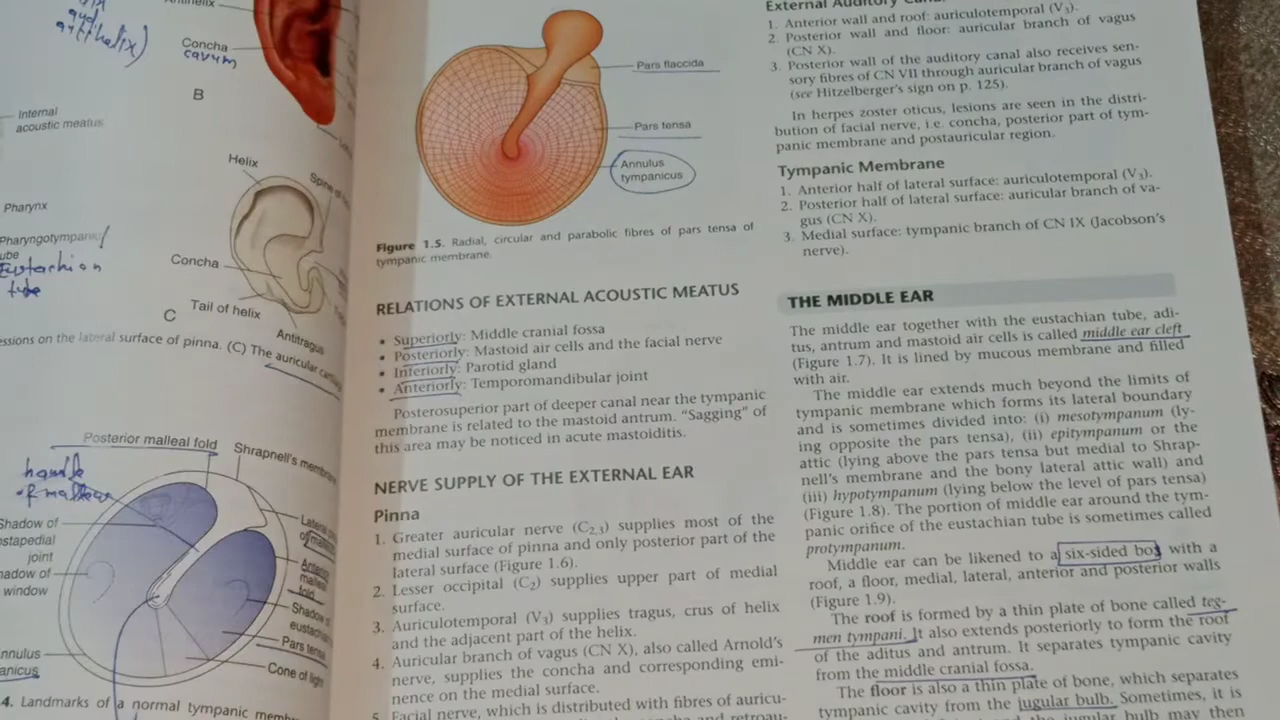 Concha
cavum
B
Internal
acoustic meatus
Helix
Pharynx
Concha
Eustachion
tube
Tail of helix
C
Antitragus
essions on the lateral surface of pinna. (C) The auricular
Posterior malleal fold
Shrapnell's
handle
of malleus
Shadow of
joint
window
Shadow
Pars tensa
Cone of light
4. Landmarks of a normal tympanic
Pars flaccida
Pars tensa
Annulus
tympanicus
Figure 1.5. Radial, circular and parabolic fibres of pars tensa of
tympanic membrane.
RELATIONS OF EXTERNAL ACOUSTIC MEATUS
• Superiorly: Middle cranial fossa
• Posteriorly: Mastoid air cells and the facial nerve
• Inferiorly: Parotid gland
• Anteriorly: Temporomandibular joint
Posterosuperior part of deeper canal near the tympanic
membrane is related to the mastoid antrum. “Sagging” of
this area may be noticed in acute mastoiditis.
NERVE SUPPLY OF THE EXTERNAL EAR
Pinna
1. Greater auricular nerve (C2,3) supplies most of the
medial surface of pinna and only posterior part of the
lateral surface (Figure 1.6).
2. Lesser occipital (C2) supplies upper part of medial
surface.
3. Auriculotemporal (V3) supplies tragus, crus of helix
and the adjacent part of the helix.
4. Auricular branch of vagus (CN X), also called Arnold's
nerve, supplies the concha and corresponding emi-
nence on the medial surface.
5. Facial nerve, which is distributed with fibres of auricu-
External Auditory
1. Anterior wall and roof: auriculotemporal (V3).
2. Posterior wall and floor: auricular branch of vagus
(CN X).
3. Posterior wall of the auditory canal also receives sen-
sory fibres of CN VII through auricular branch of vagus
(see Hitzelberger's sign on p. 125).
In herpes zoster oticus, lesions are seen in the distri-
bution of facial nerve, i.e. concha, posterior part of tym-
panic membrane and postauricular region.
Tympanic Membrane
1. Anterior half of lateral surface: auriculotemporal (V3).
2. Posterior half of lateral surface: auricular branch of va-
gus (CN X).
3. Medial surface: tympanic branch of CN IX (Jacobson's
nerve).
THE MIDDLE EAR
The middle ear together with the eustachian tube, adi-
tus, antrum and mastoid air cells is called middle ear cleft
(Figure 1.7). It is lined by mucous membrane and filled
with air.
The middle ear extends much beyond the limits of
tympanic membrane which forms its lateral boundary
and is sometimes divided into: (i) mesotympanum (ly-
ing opposite the pars tensa), (ii) epitympanum or the
attic (lying above the pars tensa but medial to Shrap-
nell's membrane and the bony lateral attic wall) and
(iii) hypotympanum (lying below the level of pars tensa)
(Figure 1.8). The portion of middle ear around the tym-
panic orifice of the eustachian tube is sometimes called
protympanum.
Middle ear can be likened to a six-sided box with a
roof, a floor, medial, lateral, anterior and posterior walls
(Figure 1.9).
The roof is formed by a thin plate of bone called teg-
men tympani. It also extends posteriorly to form the roof
of the aditus and antrum. It separates tympanic cavity
from the middle cranial fossa.
The floor is also a thin plate of bone, which separates
tympanic cavity from the jugular bulb. Sometimes, it is